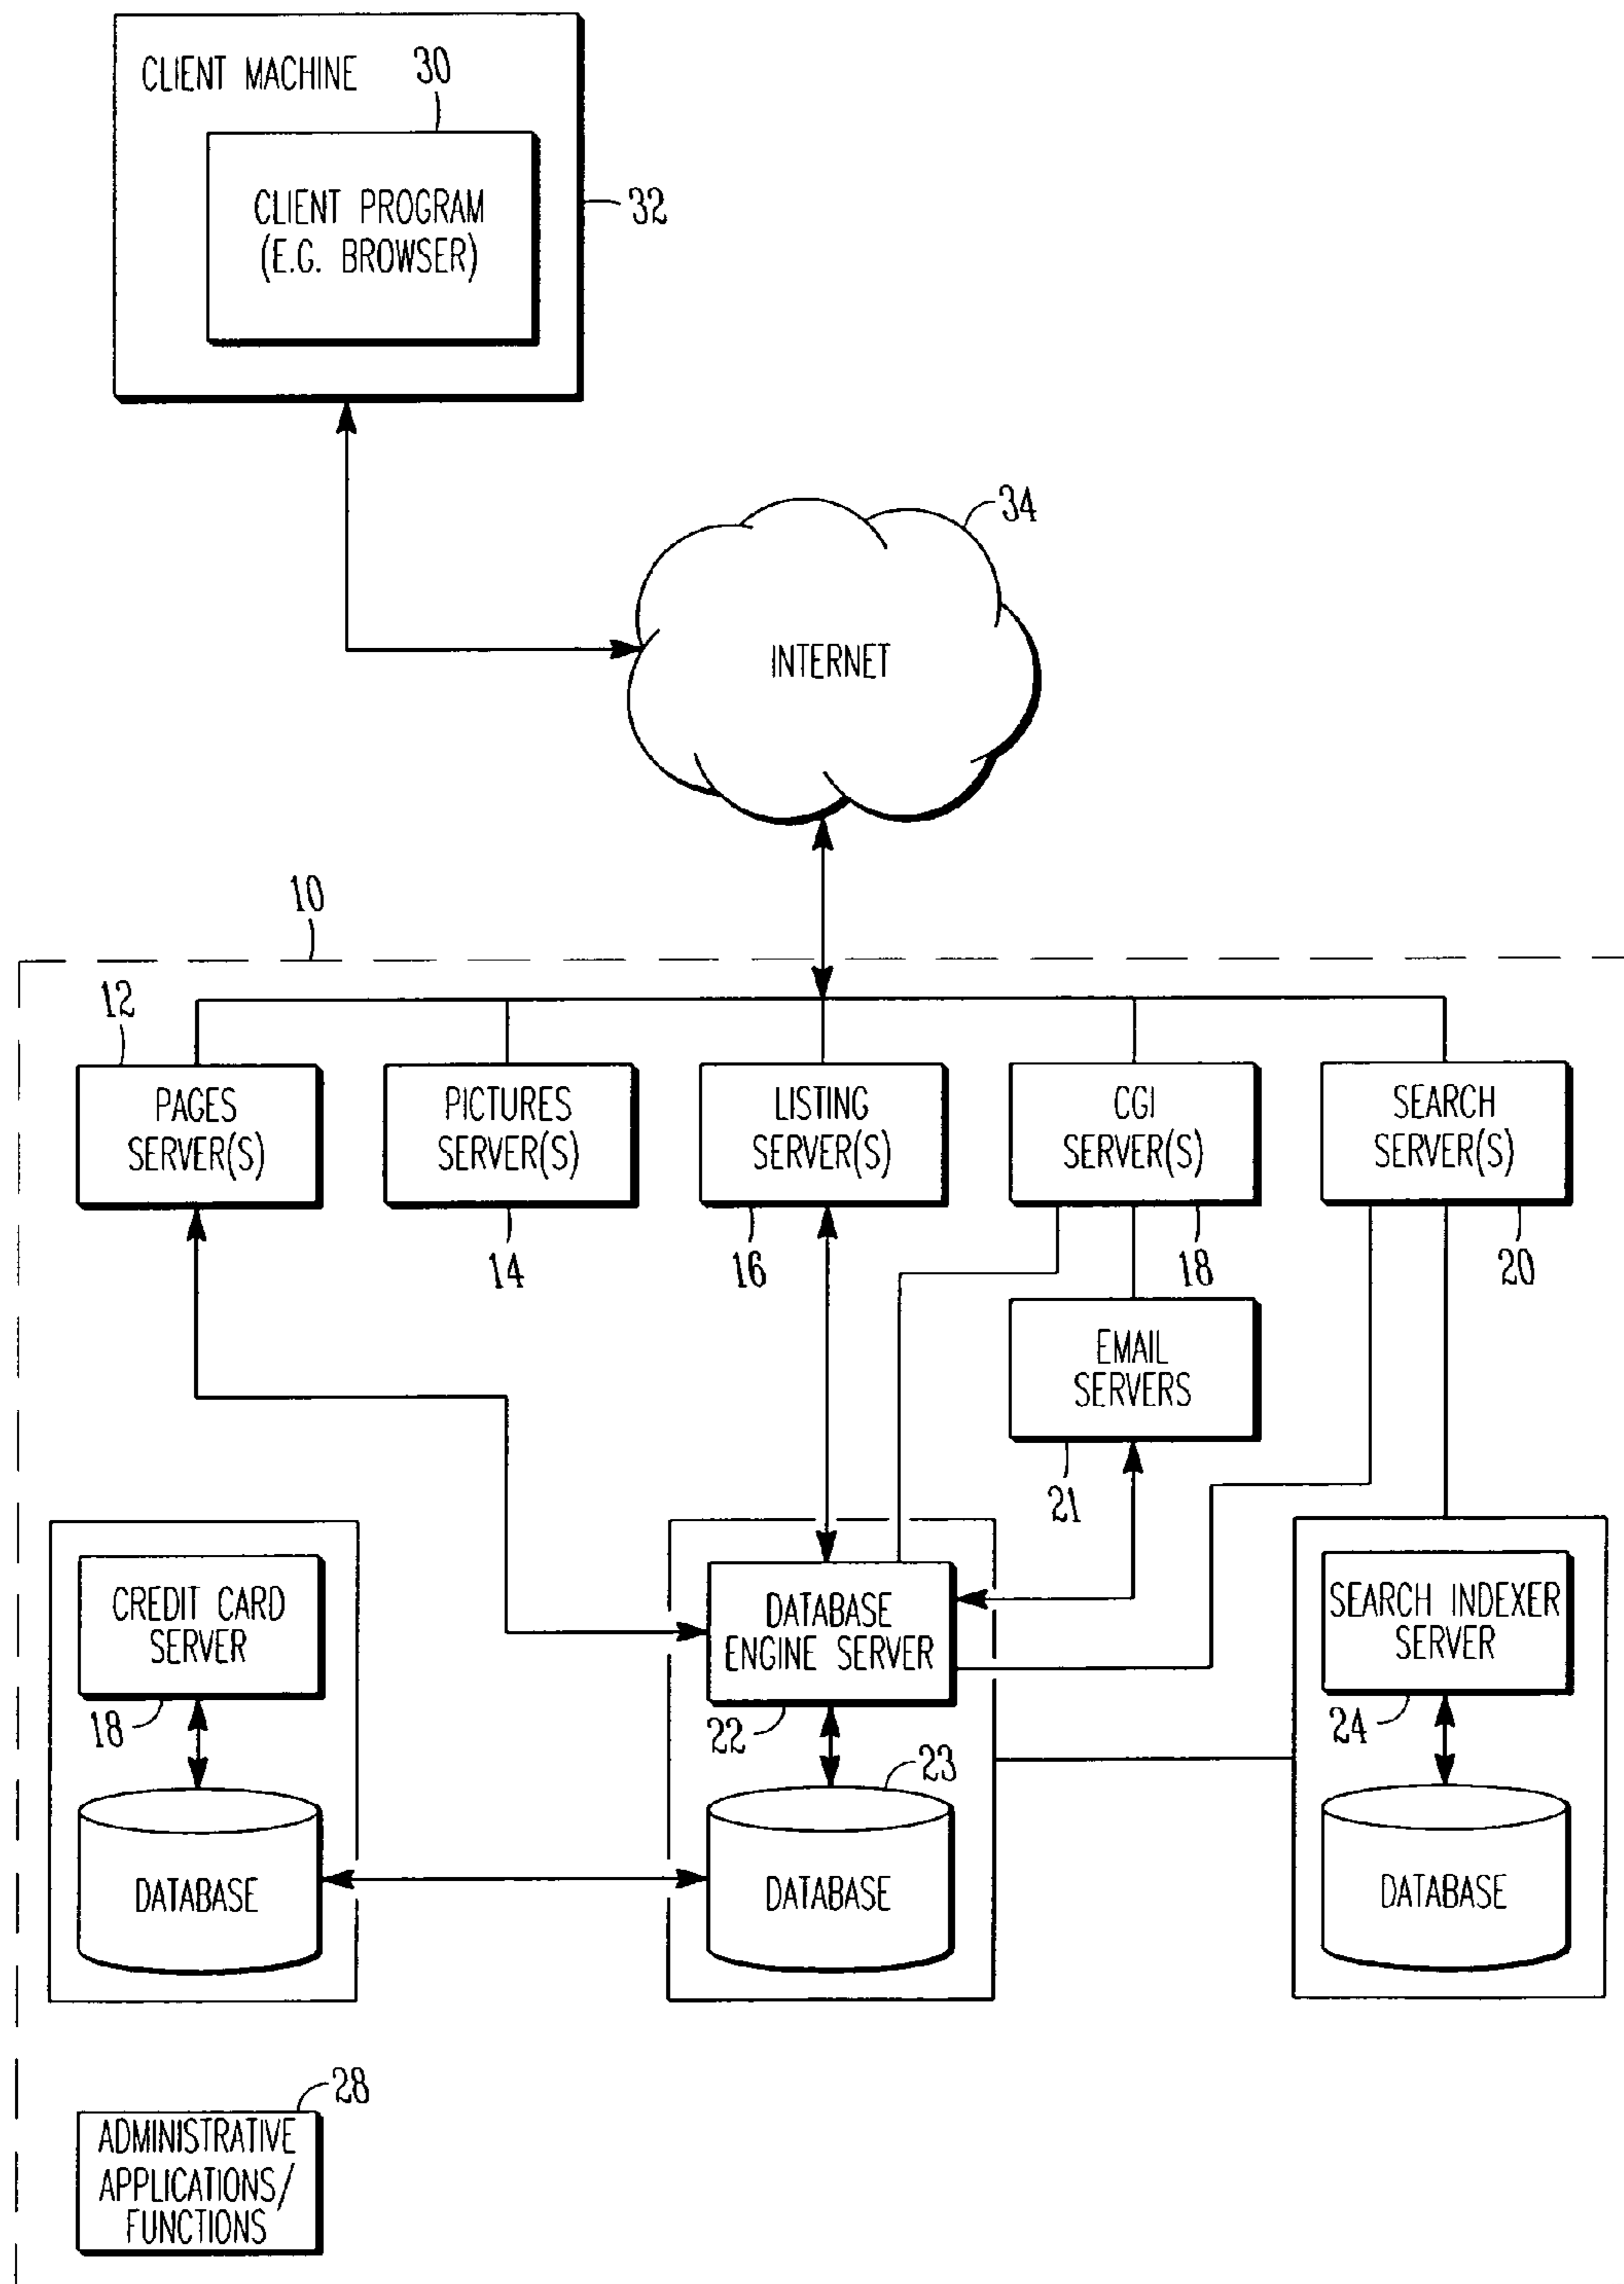 CLIENT MACHINE
30
CLIENT PROGRAM
(E.G. BROWSER)
32
34
INTERNET
10
12
PAGES
SERVER(S)
PICTURES
SERVER(S)
14
LISTING
SERVER(S)
16
CGI
SERVER(S)
18
SEARCH
SERVER(S)
20
EMAIL
SERVERS
21
CREDIT CARD
SERVER
18
DATABASE
DATABASE
ENGINE SERVER
22
23
DATABASE
SEARCH INDEXER
SERVER
24
DATABASE
28
ADMINISTRATIVE
APPLICATIONS/
FUNCTIONS